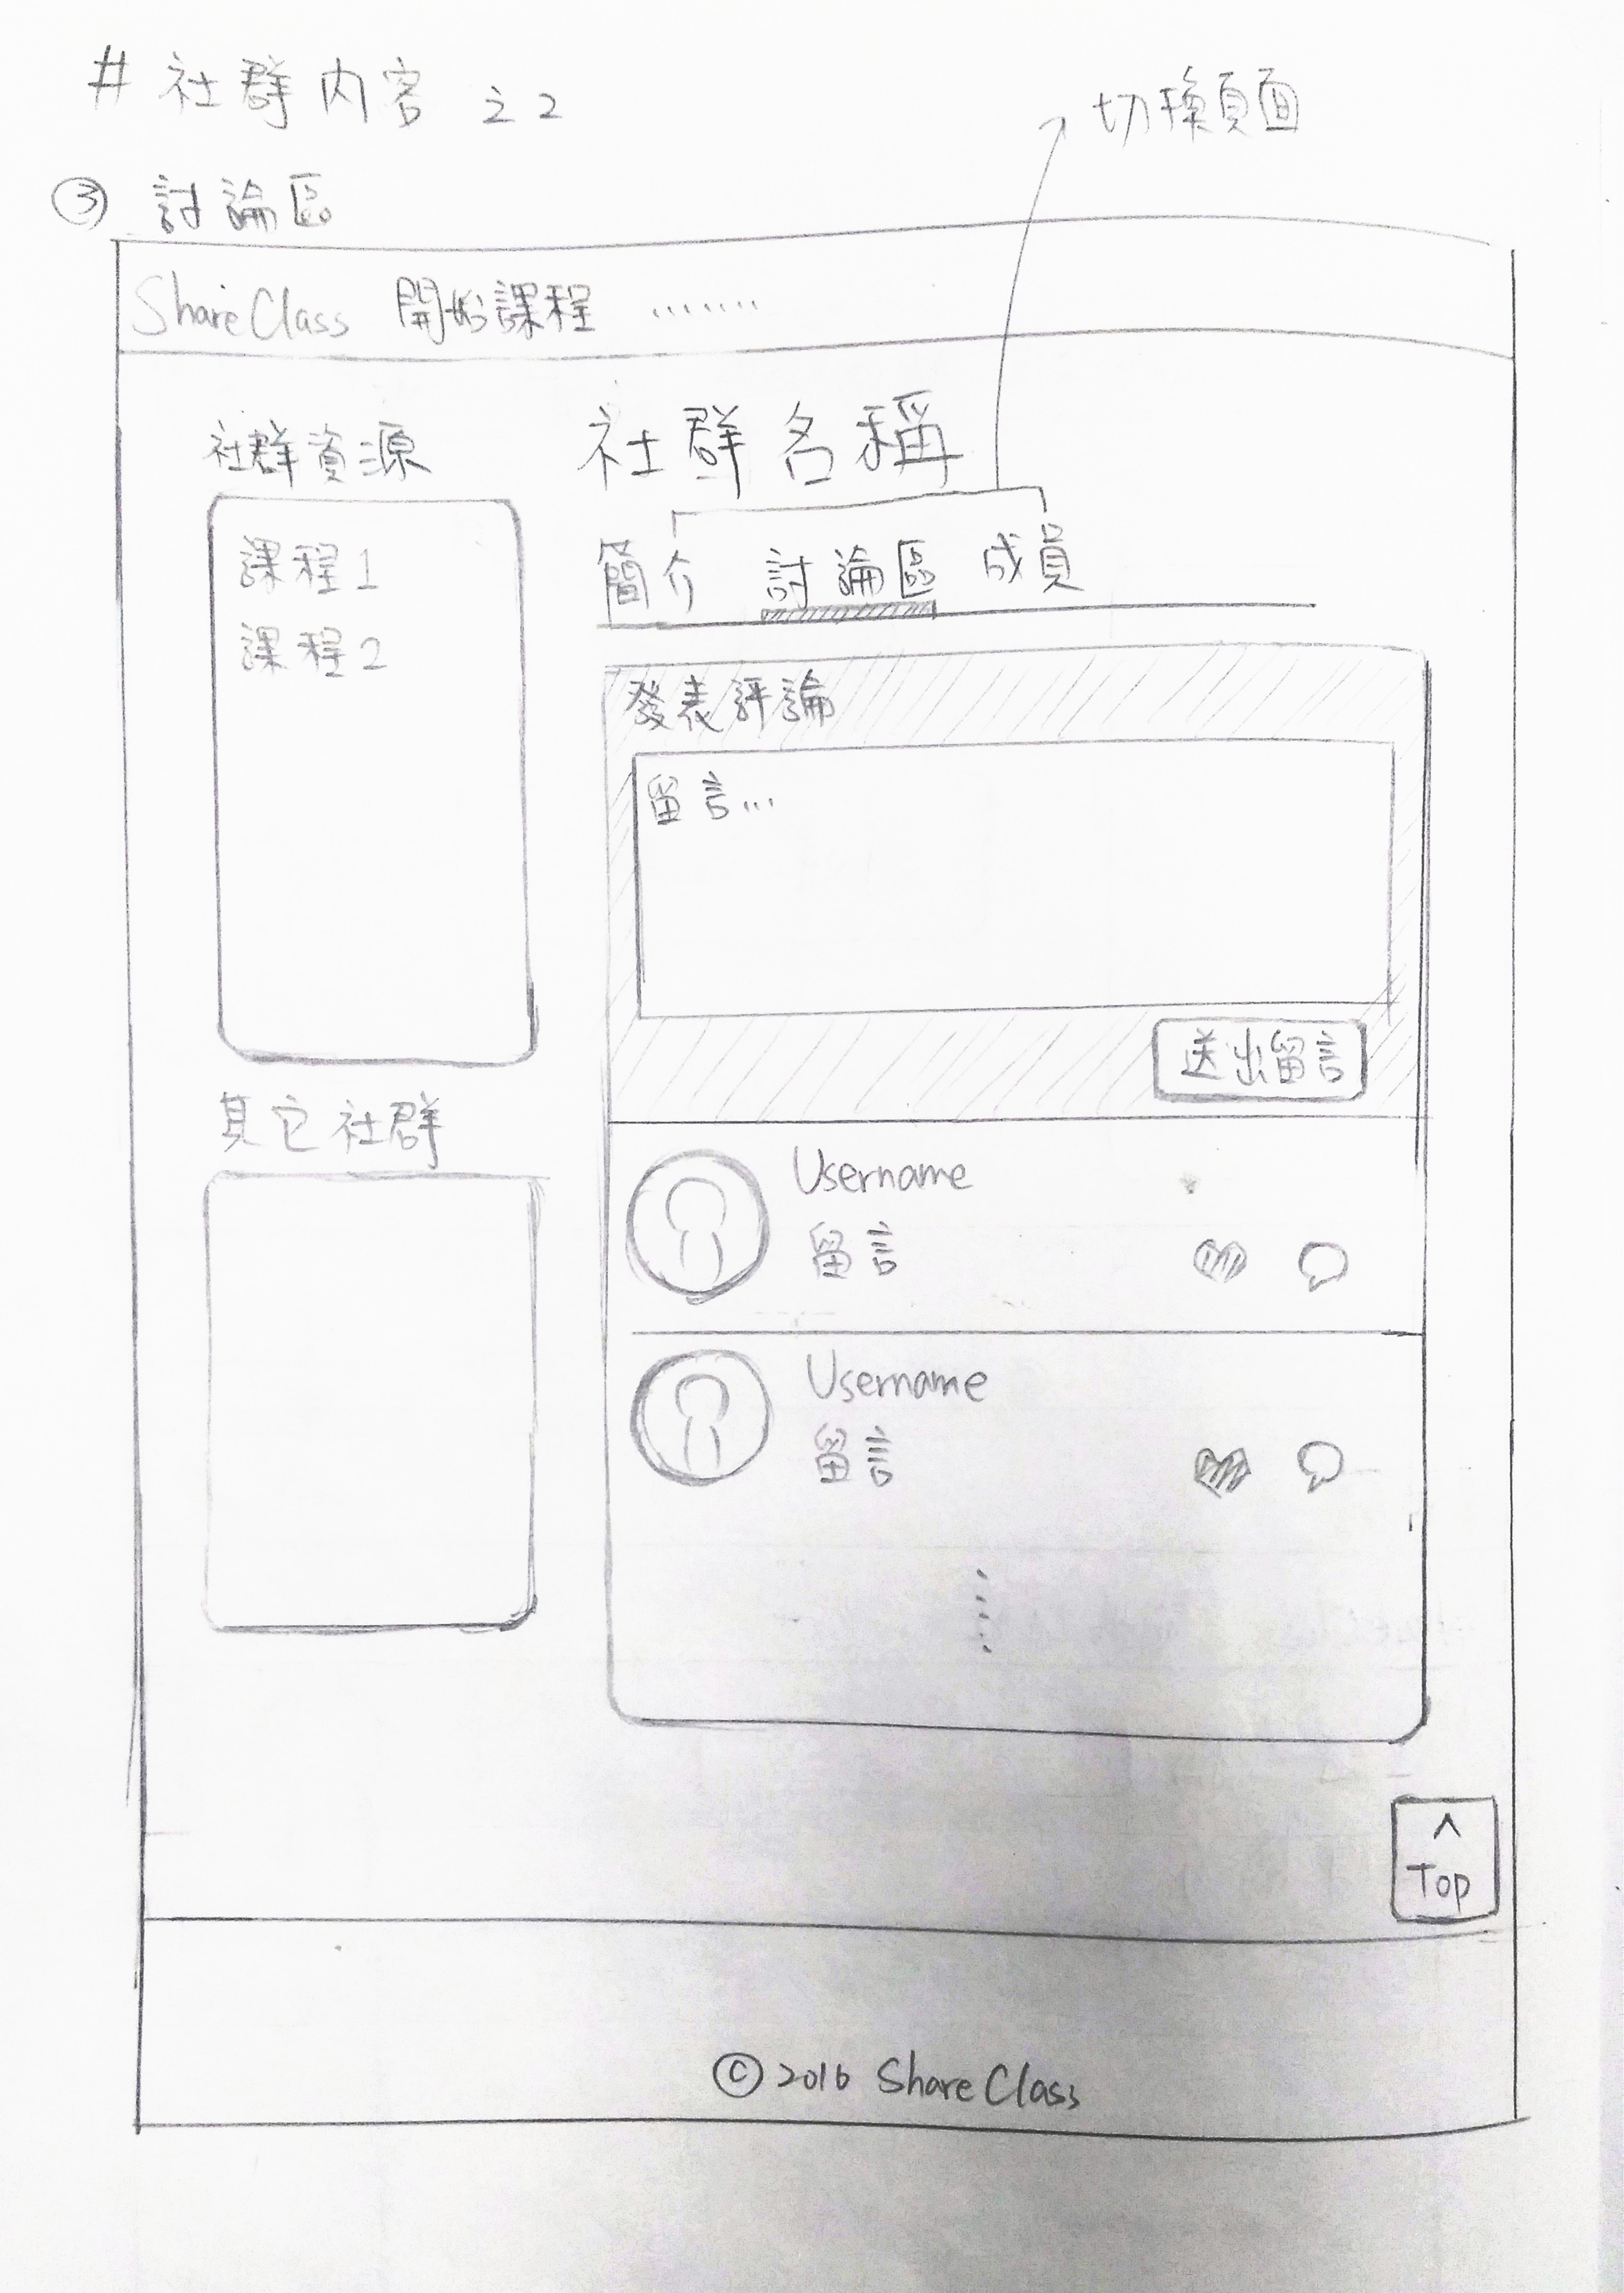 # 社群內容 之2
切換頁面
③ 討論區
ShareClass 開始課程 ........
社群資源
課程1
課程2
其它社群
社群名稱
簡介 討論區 成員
發表評論
留言...
送出留言
Username
留言
Username
留言
^
Top
© 2016 ShareClass